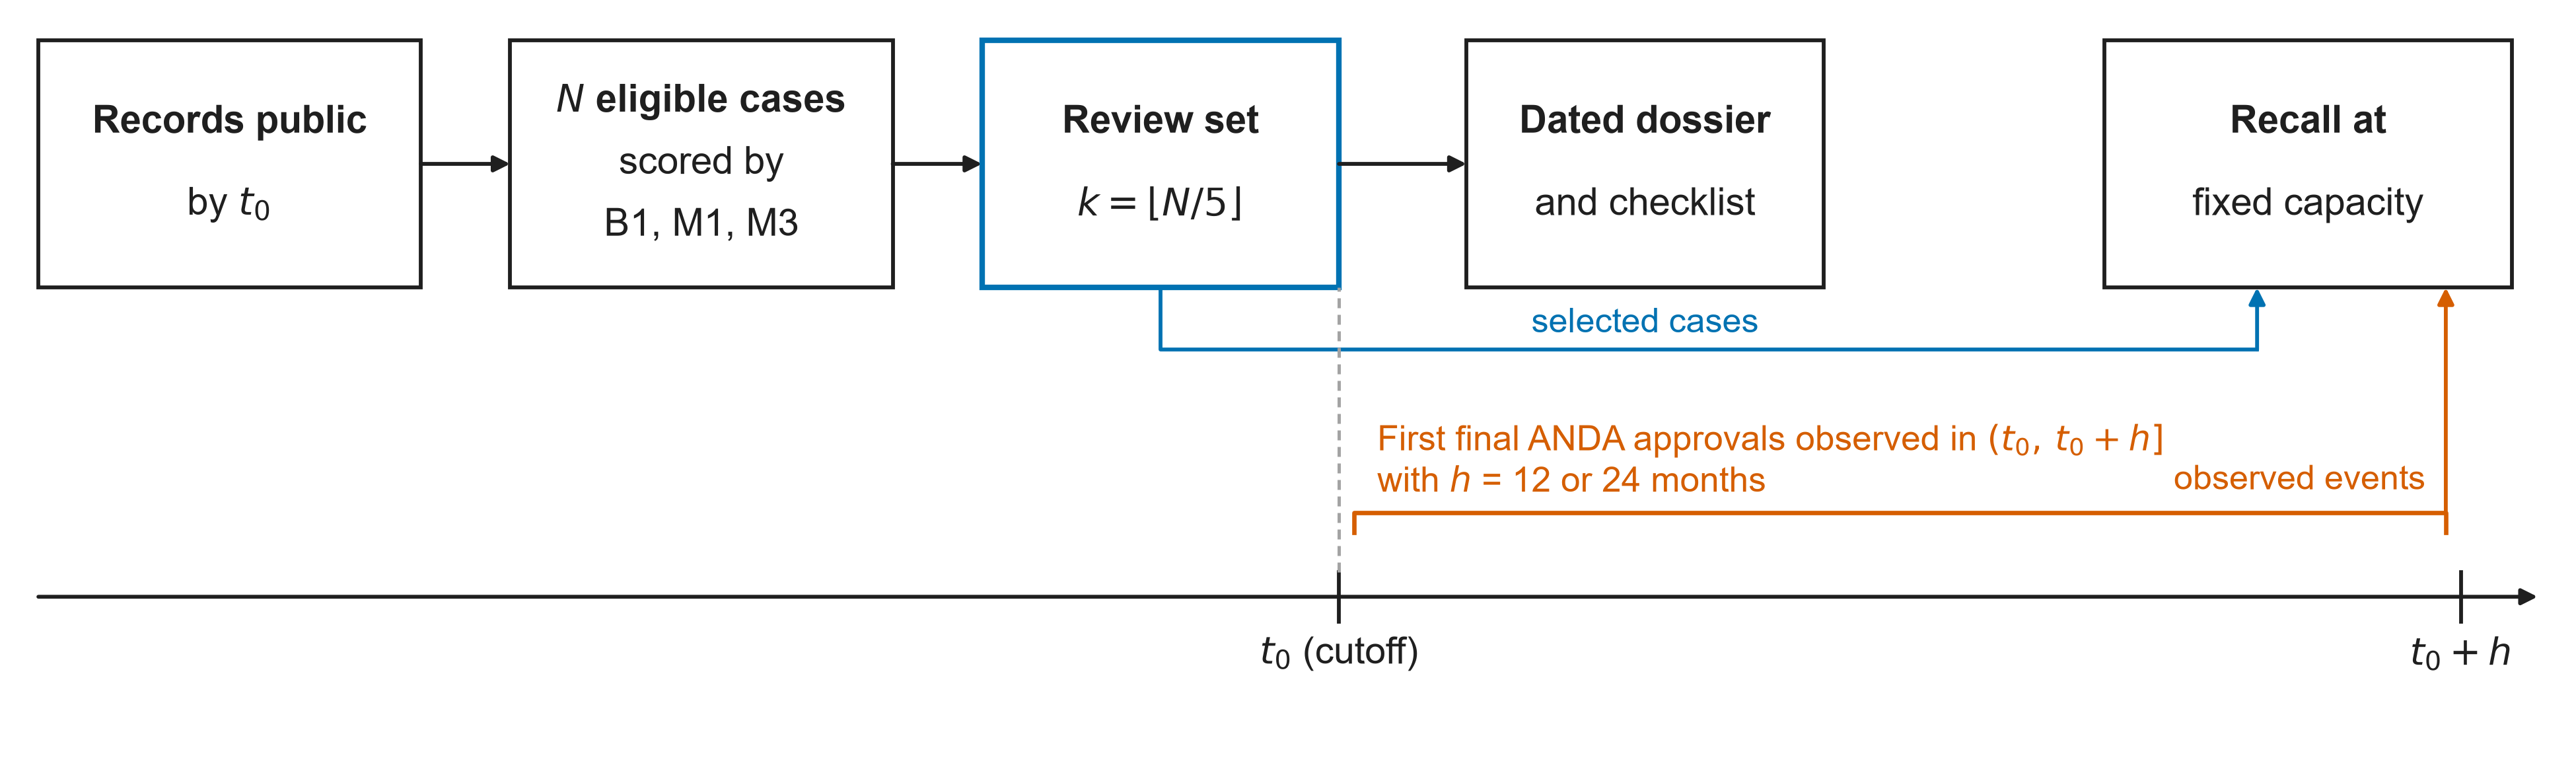 Records public
by t₀
N eligible cases
scored by
B1, M1, M3
Review set
k = ⌊N/5⌋
Dated dossier
and checklist
Recall at
fixed capacity
selected cases
First final ANDA approvals observed in (t₀, t₀ + h]
with h = 12 or 24 months
observed events
t₀ (cutoff)
t₀ + h